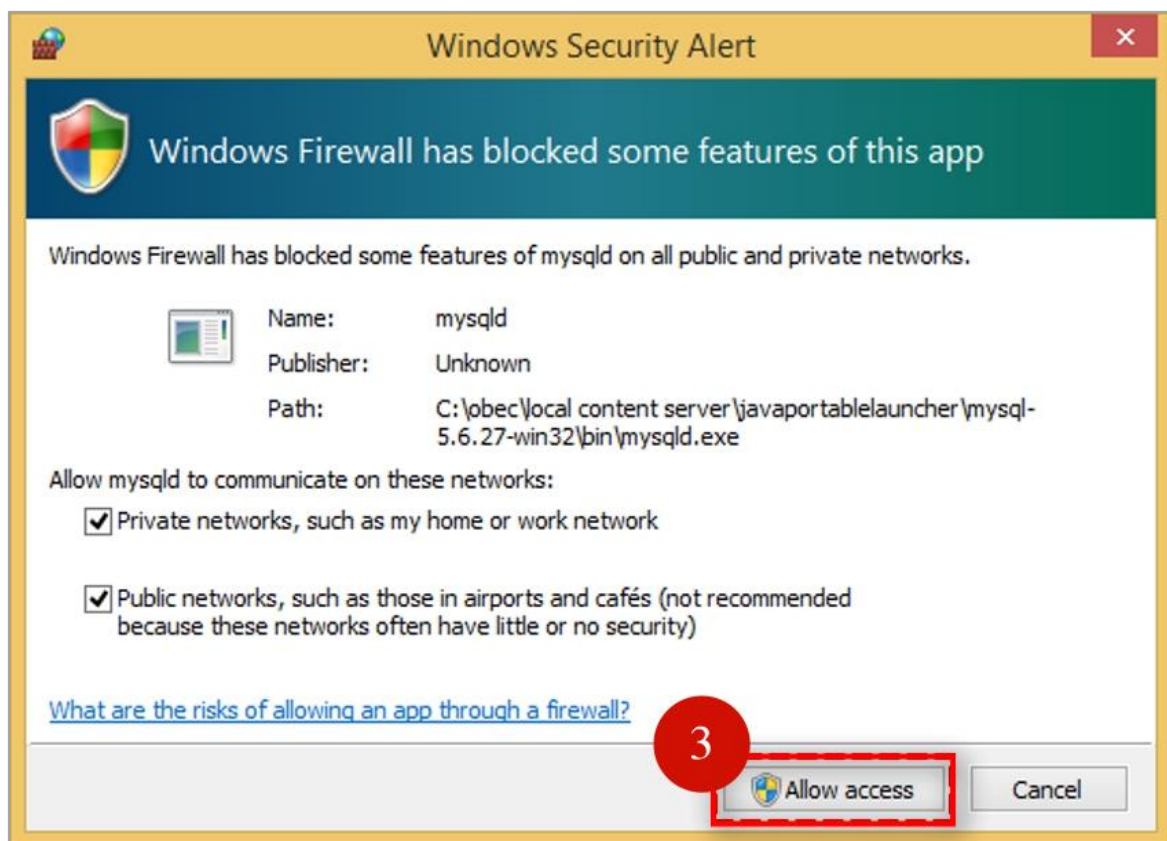 Windows Security Alert
Windows Firewall has blocked some features of this app
Windows Firewall has blocked some features of mysqld on all public and private networks.
Name: mysqld
Publisher: Unknown
Path: C:\obec\local content server\javaportablelauncher\mysql-
5.6.27-win32\bin\mysqld.exe
Allow mysqld to communicate on these networks:
Private networks, such as my home or work network
Public networks, such as those in airports and cafés (not recommended
because these networks often have little or no security)
What are the risks of allowing an app through a firewall?
3
Allow access Cancel